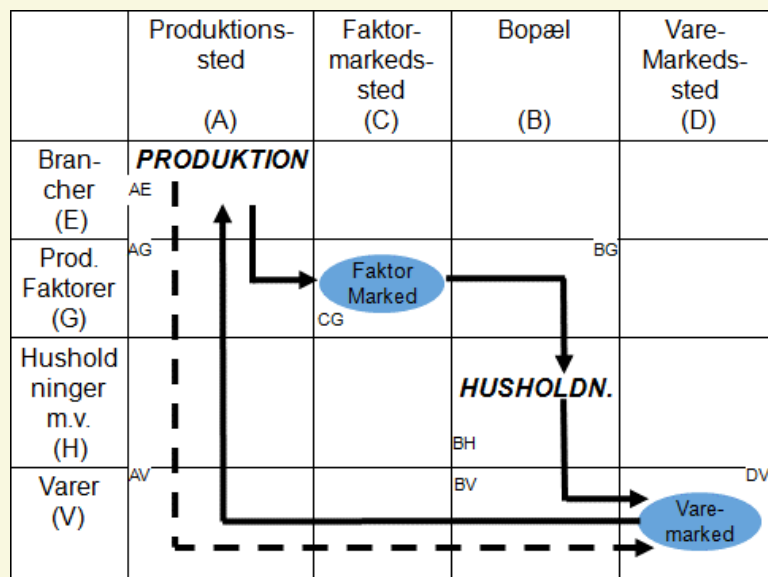 Produktions-
sted
(A)
Faktor-
markeds-
sted
(C)
Bopæl
(B)
Vare-
Markeds-
sted
(D)
Bran-
cher
(E)
PRODUKTION
AE
Prod.
Faktorer
(G)
AG
Faktor
Marked
CG
BG
Hushold
ninger
m.v.
(H)
HUSHOLDN.
BH
Varer
(V)
AV
BV
DV
Vare-
marked